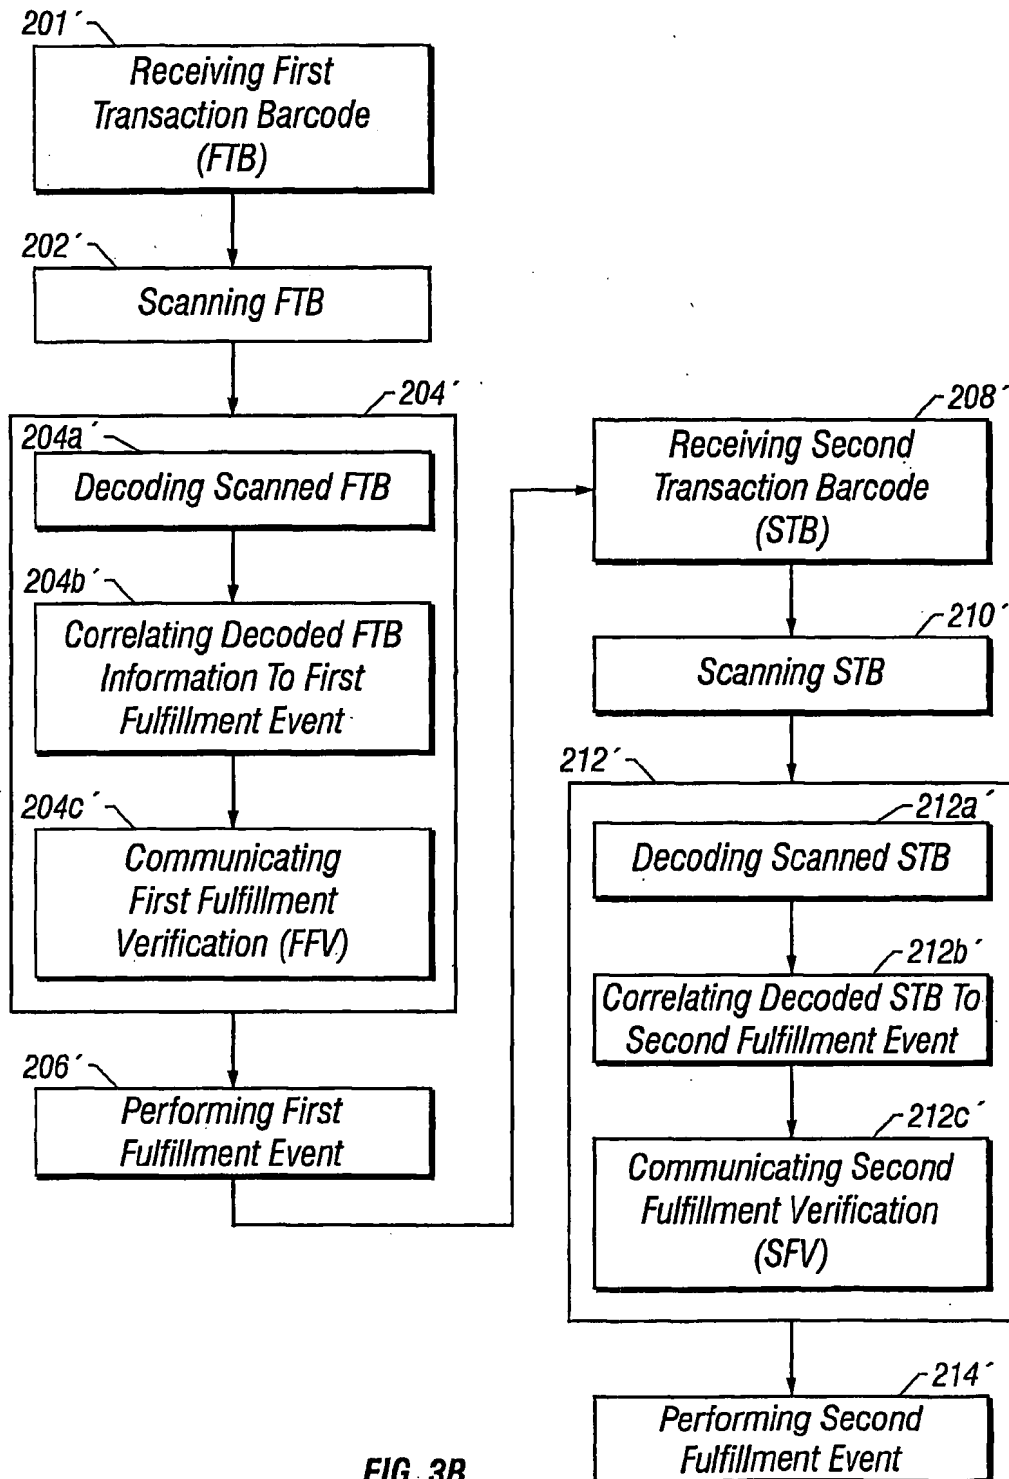 201´
Receiving First
Transaction Barcode
(FTB)
202´
Scanning FTB
204´
204a´
Decoding Scanned FTB
204b´
Correlating Decoded FTB
Information To First
Fulfillment Event
204c´
Communicating
First Fulfillment
Verification (FFV)
206´
Performing First
Fulfillment Event
208´
Receiving Second
Transaction Barcode
(STB)
210´
Scanning STB
212´
212a´
Decoding Scanned STB
212b´
Correlating Decoded STB To
Second Fulfillment Event
212c´
Communicating Second
Fulfillment Verification
(SFV)
214´
Performing Second
Fulfillment Event
FIG. 3B